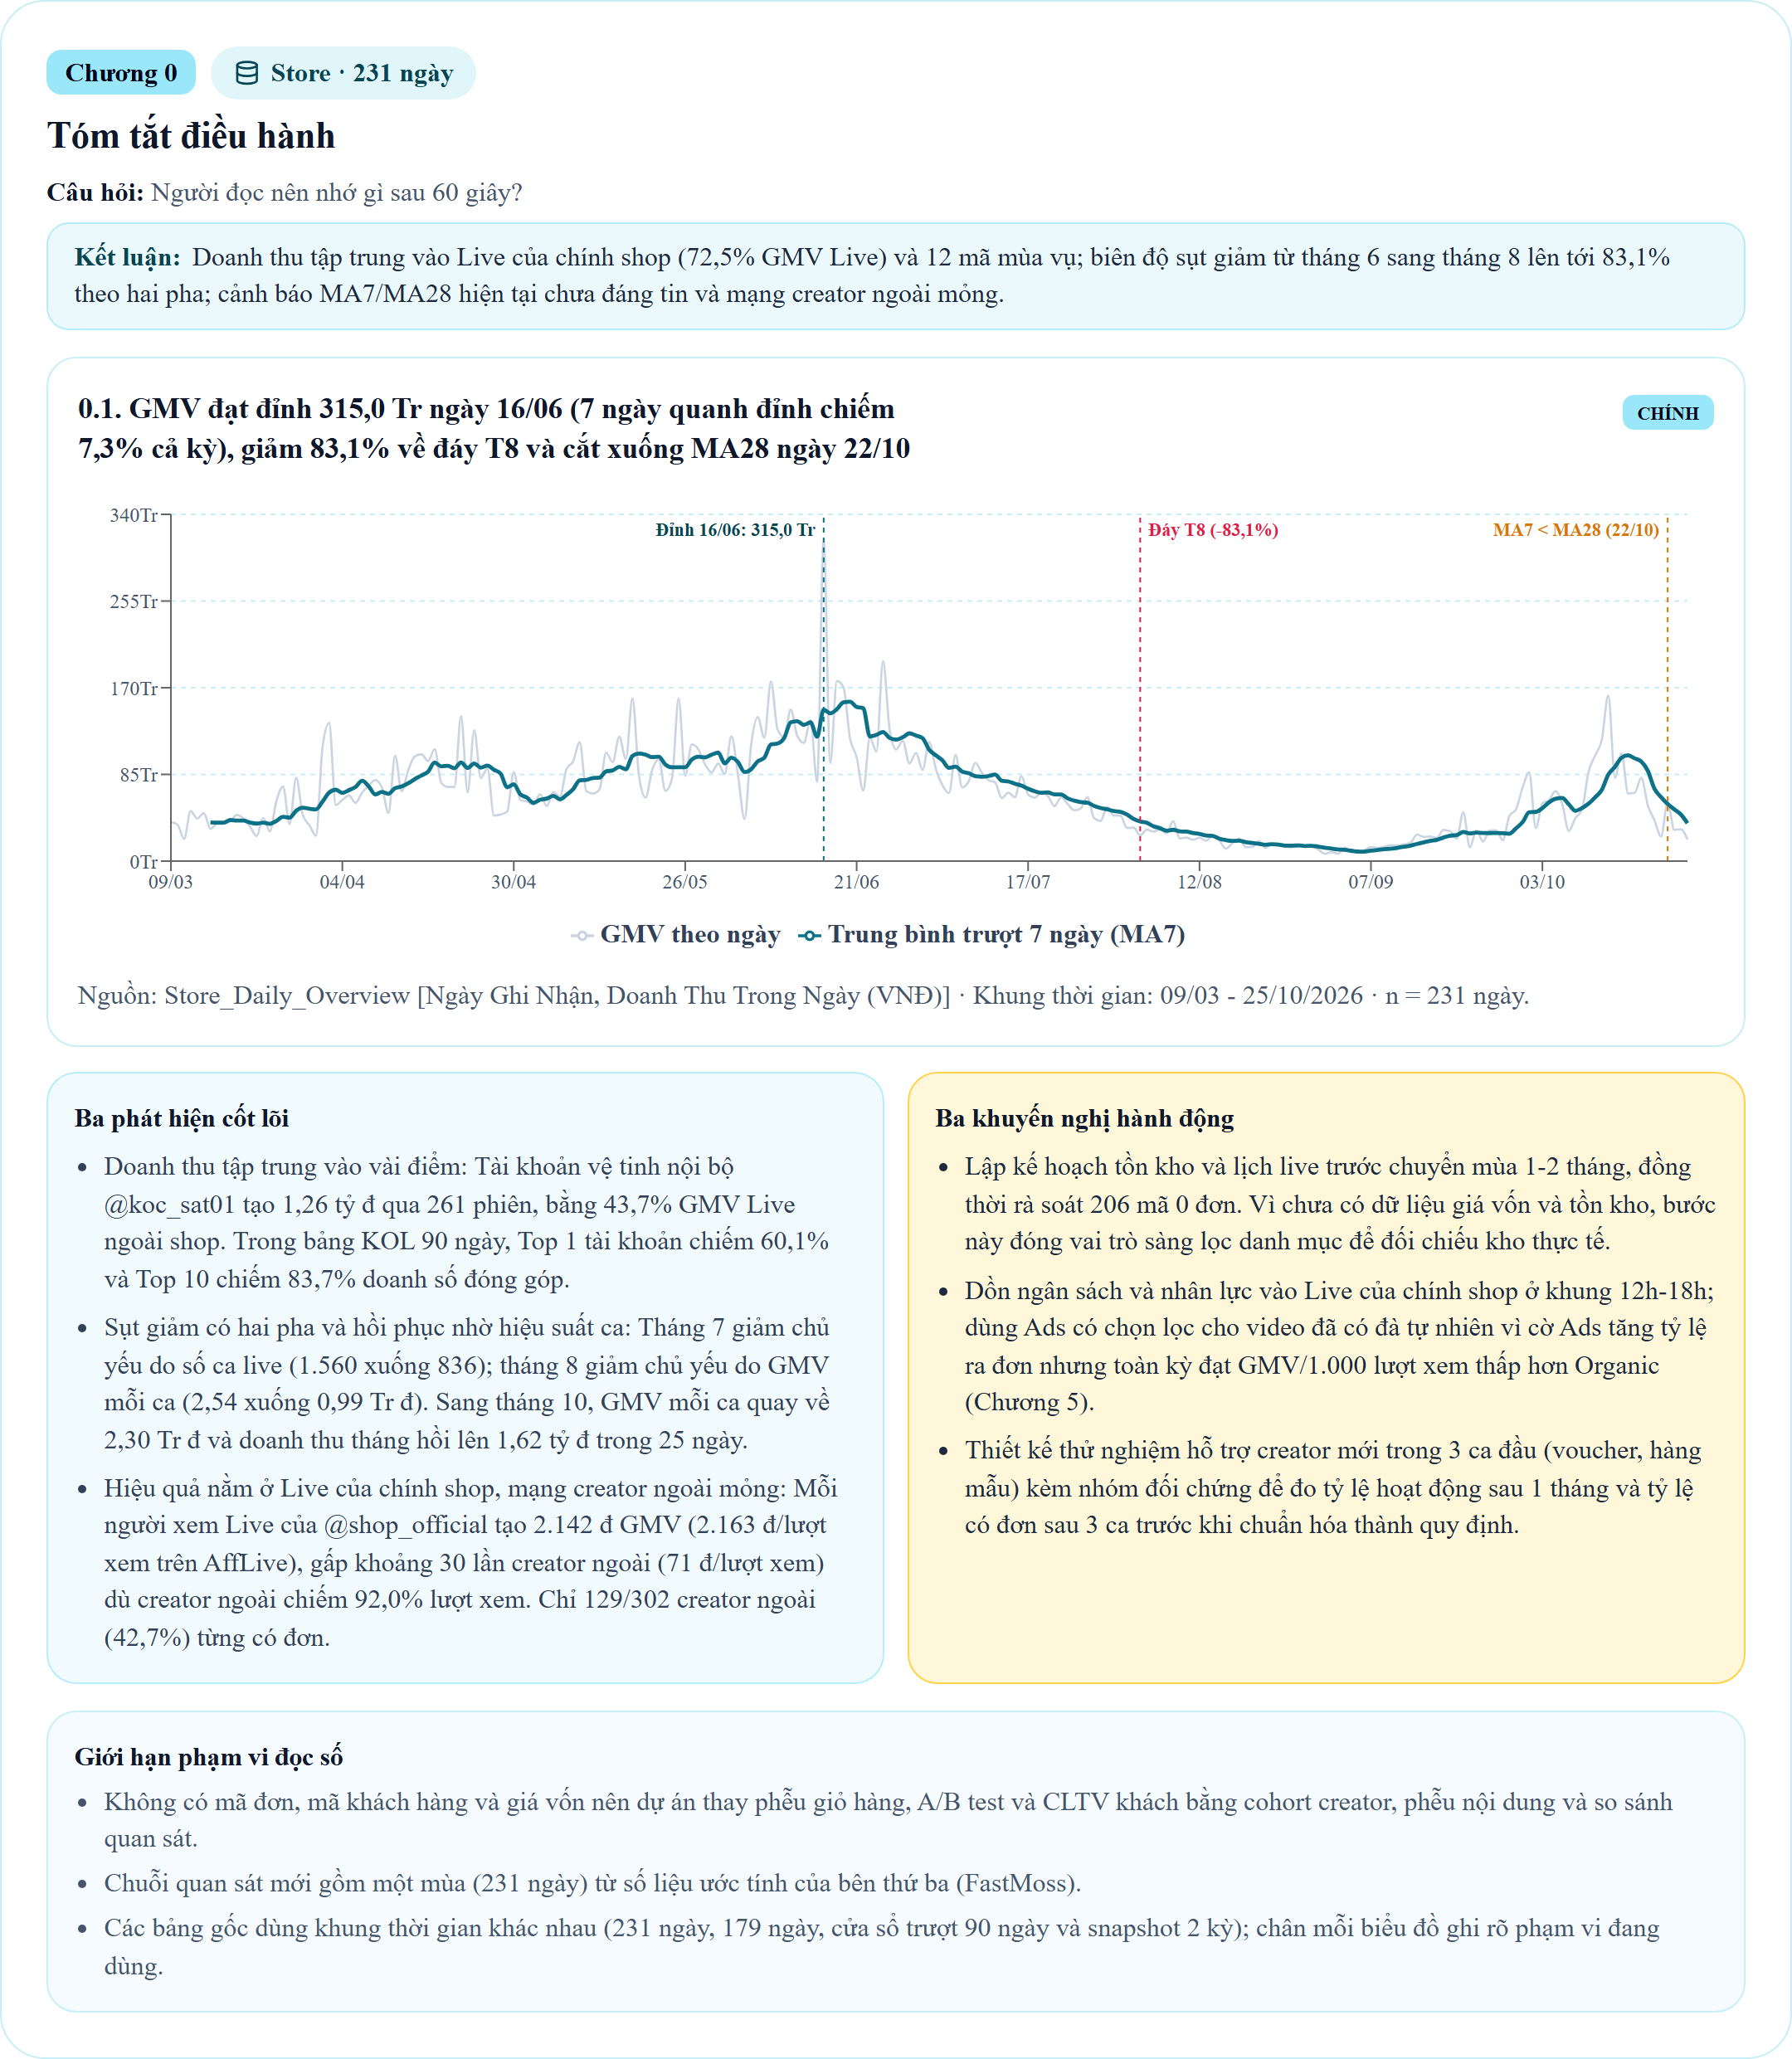 Chương 0
Store · 231 ngày
Tóm tắt điều hành
Câu hỏi: Người đọc nên nhớ gì sau 60 giây?
Kết luận: Doanh thu tập trung vào Live của chính shop (72,5% GMV Live) và 12 mã mùa vụ; biên độ sụt giảm từ tháng 6 sang tháng 8 lên tới 83,1%
theo hai pha; cảnh báo MA7/MA28 hiện tại chưa đáng tin và mạng creator ngoài mỏng.
0.1. GMV đạt đỉnh 315,0 Tr ngày 16/06 (7 ngày quanh đỉnh chiếm
7,3% cả kỳ), giảm 83,1% về đáy T8 và cắt xuống MA28 ngày 22/10
CHÍNH
340Tr
255Tr
170Tr
85Tr
0Tr
Đỉnh 16/06: 315,0 Tr
Đáy T8 (-83,1%)
MA7 < MA28 (22/10)
09/03
04/04
30/04
26/05
21/06
17/07
12/08
07/09
03/10
GMV theo ngày
Trung bình trượt 7 ngày (MA7)
Nguồn: Store_Daily_Overview [Ngày Ghi Nhận, Doanh Thu Trong Ngày (VNĐ)] · Khung thời gian: 09/03 - 25/10/2026 · n = 231 ngày.
Ba phát hiện cốt lõi
• Doanh thu tập trung vào vài điểm: Tài khoản vệ tinh nội bộ
@koc_sat01 tạo 1,26 tỷ đ qua 261 phiên, bằng 43,7% GMV Live
ngoài shop. Trong bảng KOL 90 ngày, Top 1 tài khoản chiếm 60,1%
và Top 10 chiếm 83,7% doanh số đóng góp.
• Sụt giảm có hai pha và hồi phục nhờ hiệu suất ca: Tháng 7 giảm chủ
yếu do số ca live (1.560 xuống 836); tháng 8 giảm chủ yếu do GMV
mỗi ca (2,54 xuống 0,99 Tr đ). Sang tháng 10, GMV mỗi ca quay về
2,30 Tr đ và doanh thu tháng hồi lên 1,62 tỷ đ trong 25 ngày.
• Hiệu quả nằm ở Live của chính shop, mạng creator ngoài mỏng: Mỗi
người xem Live của @shop_official tạo 2.142 đ GMV (2.163 đ/lượt
xem trên AffLive), gấp khoảng 30 lần creator ngoài (71 đ/lượt xem)
dù creator ngoài chiếm 92,0% lượt xem. Chỉ 129/302 creator ngoài
(42,7%) từng có đơn.
Ba khuyến nghị hành động
• Lập kế hoạch tồn kho và lịch live trước chuyển mùa 1-2 tháng, đồng
thời rà soát 206 mã 0 đơn. Vì chưa có dữ liệu giá vốn và tồn kho, bước
này đóng vai trò sàng lọc danh mục để đối chiếu kho thực tế.
• Dồn ngân sách và nhân lực vào Live của chính shop ở khung 12h-18h;
dùng Ads có chọn lọc cho video đã có đà tự nhiên vì cờ Ads tăng tỷ lệ
ra đơn nhưng toàn kỳ đạt GMV/1.000 lượt xem thấp hơn Organic
(Chương 5).
• Thiết kế thử nghiệm hỗ trợ creator mới trong 3 ca đầu (voucher, hàng
mẫu) kèm nhóm đối chứng để đo tỷ lệ hoạt động sau 1 tháng và tỷ lệ
có đơn sau 3 ca trước khi chuẩn hóa thành quy định.
Giới hạn phạm vi đọc số
• Không có mã đơn, mã khách hàng và giá vốn nên dự án thay phễu giỏ hàng, A/B test và CLTV khách bằng cohort creator, phễu nội dung và so sánh
quan sát.
• Chuỗi quan sát mới gồm một mùa (231 ngày) từ số liệu ước tính của bên thứ ba (FastMoss).
• Các bảng gốc dùng khung thời gian khác nhau (231 ngày, 179 ngày, cửa sổ trượt 90 ngày và snapshot 2 kỳ); chân mỗi biểu đồ ghi rõ phạm vi đang
dùng.